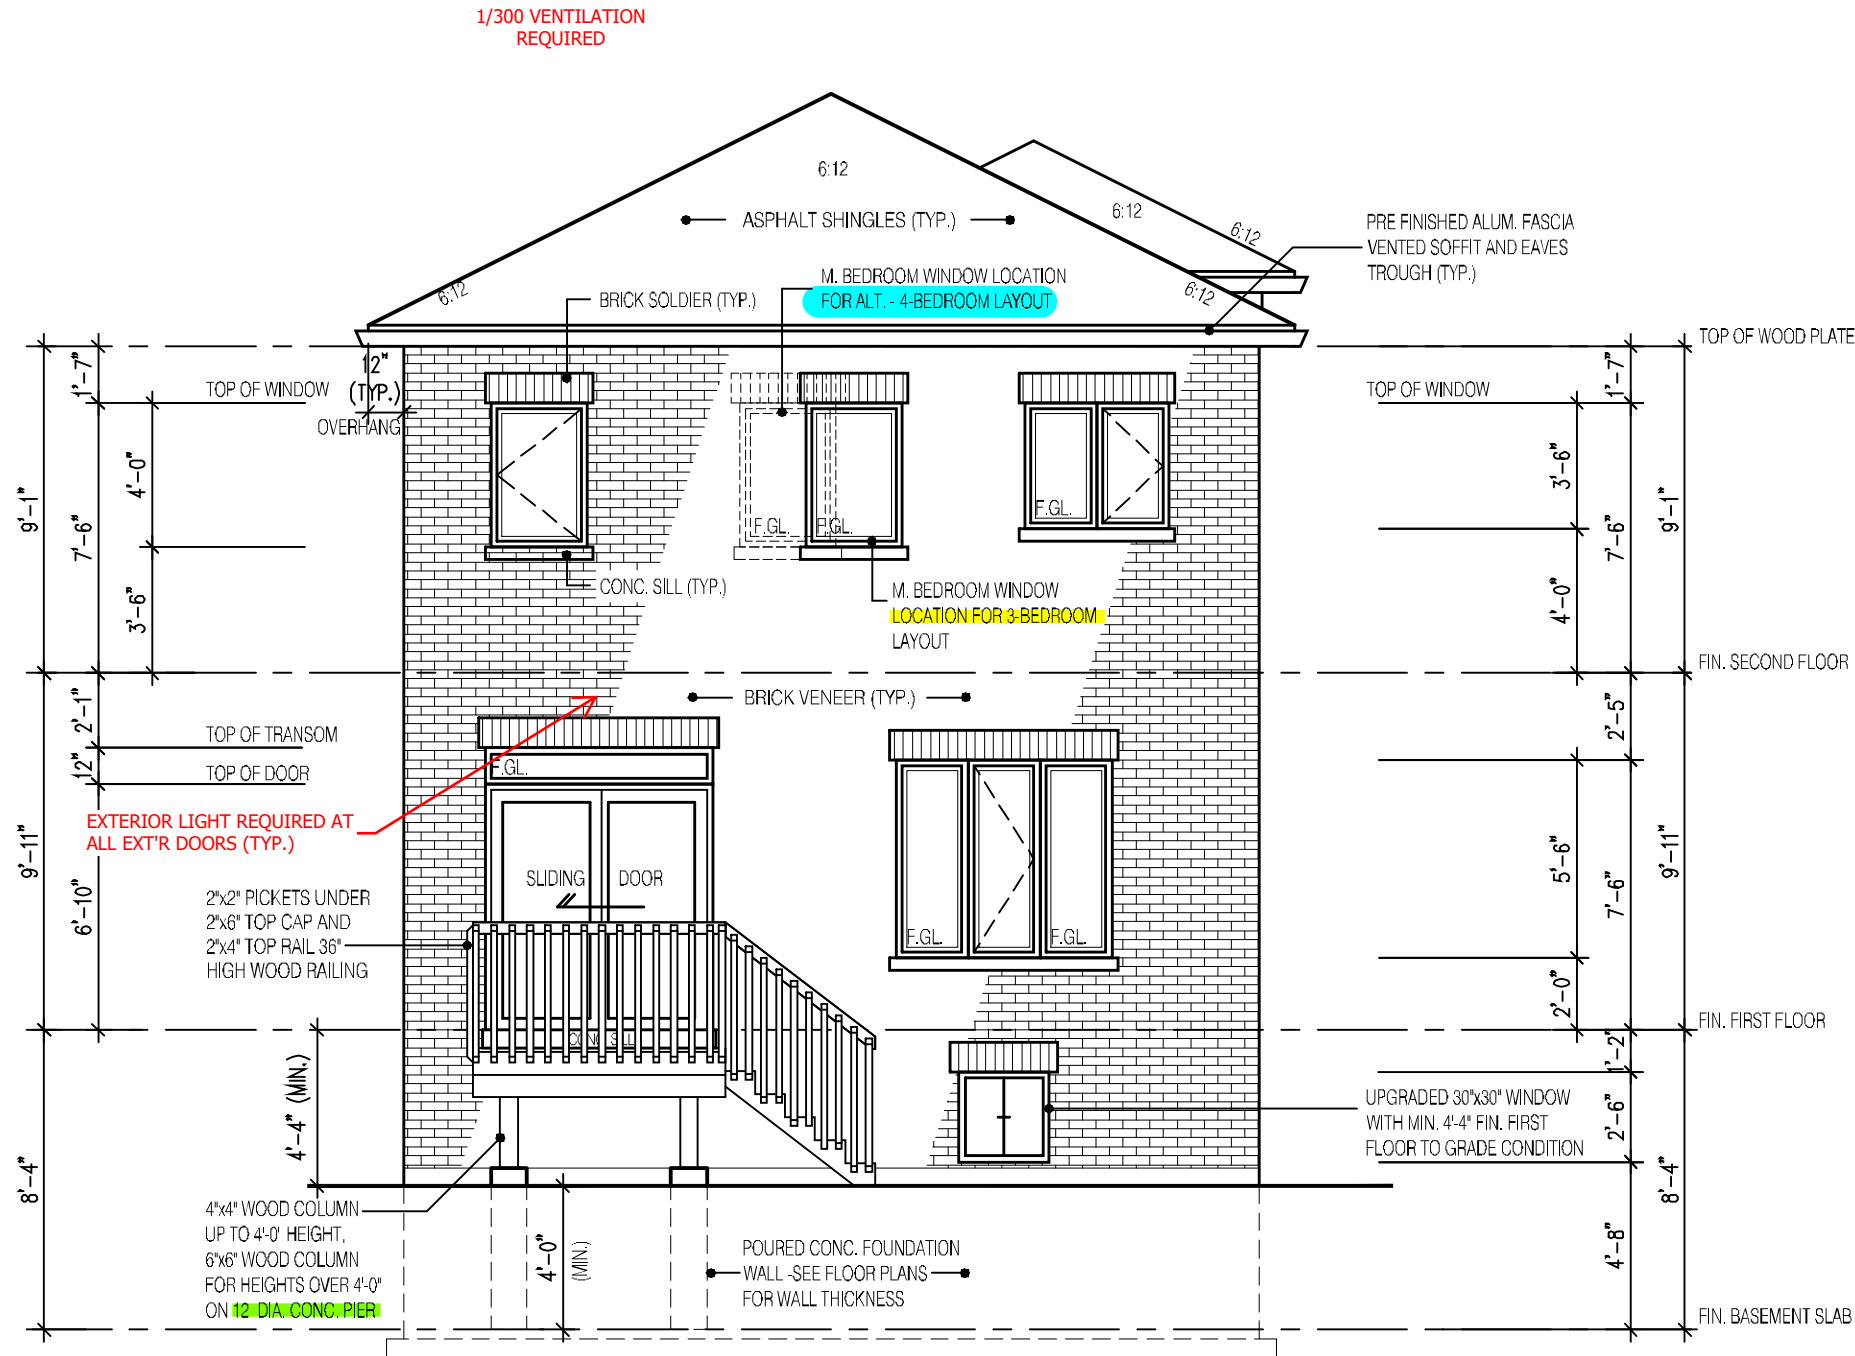 1/300 VENTILATION
REQUIRED
6:12
ASPHALT SHINGLES (TYP.)
6:12
6:12
6:12
6:12
PRE FINISHED ALUM. FASCIA
VENTED SOFFIT AND EAVES
TROUGH (TYP.)
M. BEDROOM WINDOW LOCATION
FOR ALT. - 4-BEDROOM LAYOUT
BRICK SOLDIER (TYP.)
TOP OF WOOD PLATE
TOP OF WINDOW
12"
(TYP.)
OVERHANG
TOP OF WINDOW
1'-7"
4'-0"
7'-6"
9'-1"
3'-6"
1'-7"
3'-6"
7'-6"
9'-1"
4'-0"
F.GL.
F.GL.
F.GL.
CONC. SILL (TYP.)
M. BEDROOM WINDOW
LOCATION FOR 3-BEDROOM
LAYOUT
FIN. SECOND FLOOR
BRICK VENEER (TYP.)
TOP OF TRANSOM
TOP OF DOOR
2'-1"
12"
9'-11"
6'-10"
2'-5"
5'-6"
7'-6"
9'-11"
2'-0"
F.GL.
EXTERIOR LIGHT REQUIRED AT
ALL EXT'R DOORS (TYP.)
SLIDING DOOR
2"x2" PICKETS UNDER
2"x6" TOP CAP AND
2"x4" TOP RAIL 36"
HIGH WOOD RAILING
F.GL.
F.GL.
CONC. SILL
FIN. FIRST FLOOR
4'-4" (MIN.)
8'-4"
1'-2"
2'-6"
8'-4"
4'-8"
UPGRADED 30"x30" WINDOW
WITH MIN. 4'-4" FIN. FIRST
FLOOR TO GRADE CONDITION
4"x4" WOOD COLUMN
UP TO 4'-0' HEIGHT,
6"x6" WOOD COLUMN
FOR HEIGHTS OVER 4'-0"
ON 12 DIA. CONC. PIER
4'-0"
(MIN.)
POURED CONC. FOUNDATION
WALL -SEE FLOOR PLANS
FOR WALL THICKNESS
FIN. BASEMENT SLAB